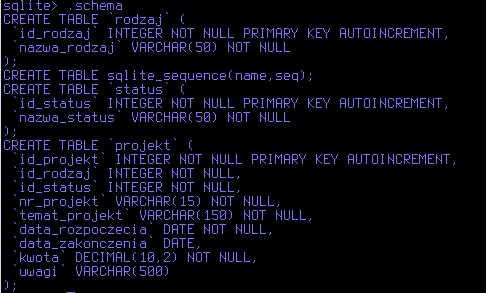 sqlite> .schema
CREATE TABLE `rodzaj` (
`id_rodzaj` INTEGER NOT NULL PRIMARY KEY AUTOINCREMENT,
`nazwa_rodzaj` VARCHAR(50) NOT NULL
);
CREATE TABLE sqlite_sequence(name,seq);
CREATE TABLE `status` (
`id_status` INTEGER NOT NULL PRIMARY KEY AUTOINCREMENT,
`nazwa_status` VARCHAR(50) NOT NULL
);
CREATE TABLE `projekt` (
`id_projekt` INTEGER NOT NULL PRIMARY KEY AUTOINCREMENT,
`id_rodzaj` INTEGER NOT NULL,
`id_status` INTEGER NOT NULL,
`nr_projekt` VARCHAR(15) NOT NULL,
`temat_projekt` VARCHAR(150) NOT NULL,
`data_rozpoczecia` DATE NOT NULL,
`data_zakonczenia` DATE,
`kwota` DECIMAL(10,2) NOT NULL,
`uwagi` VARCHAR(500)
);